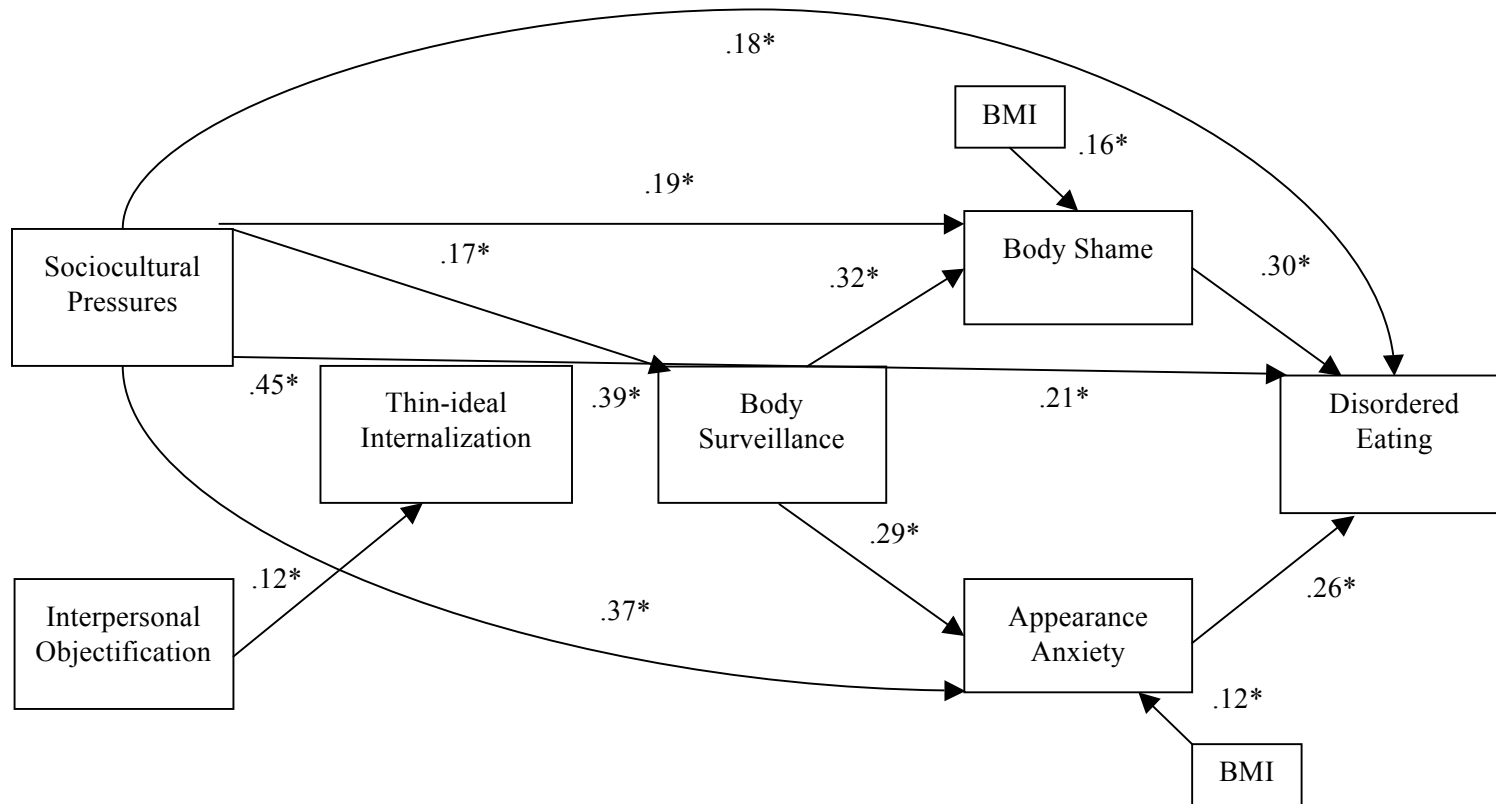 .18*
BMI
.16*
.19*
Sociocultural
Pressures
.17*
Body Shame
.32*
.30*
.45*
Thin-ideal
Internalization
.39*
Body
Surveillance
.21*
Disordered
Eating
.29*
.12*
Interpersonal
Objectification
.37*
Appearance
Anxiety
.26*
.12*
BMI